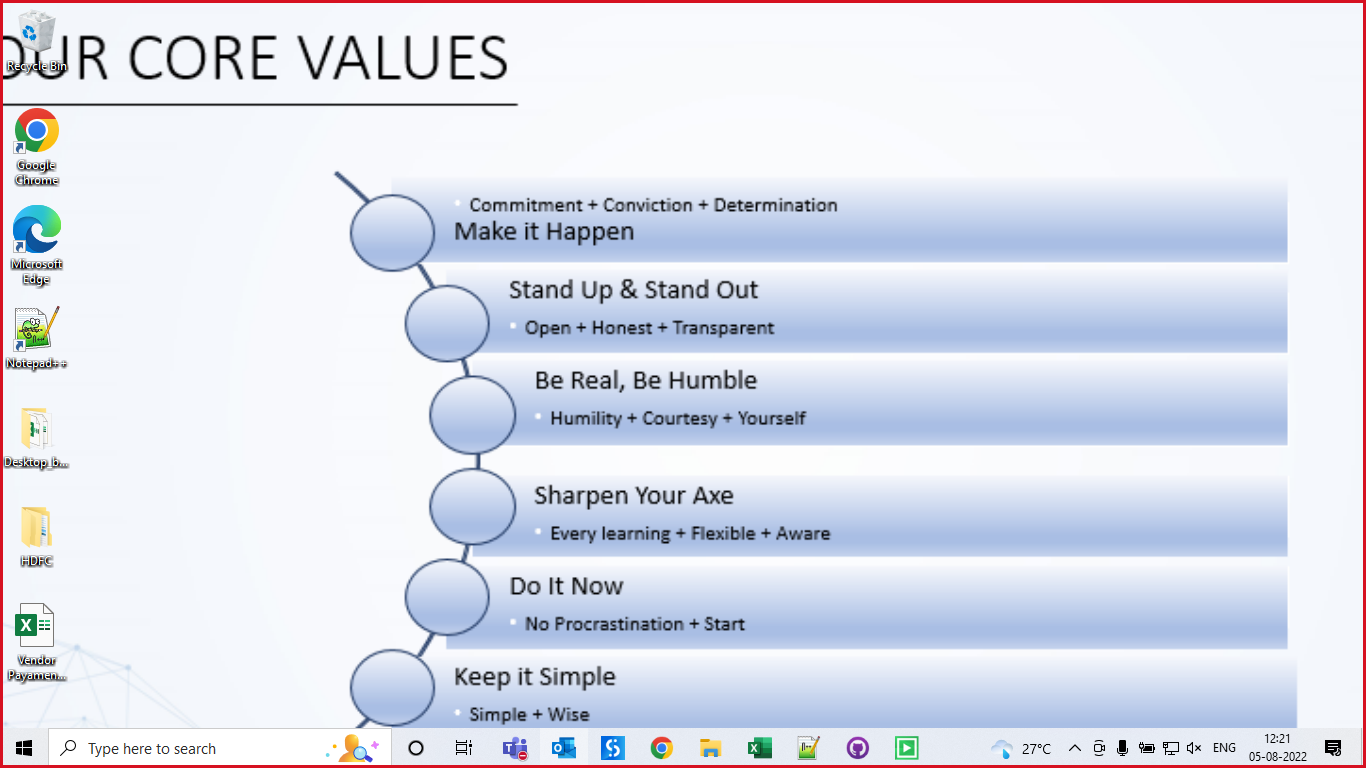 OUR CORE VALUES
Recycle Bin
Google
Chrome
Microsoft
Edge
Notepad++
Desktop_b...
HDFC
Vendor
Paymen...
Commitment + Conviction + Determination
Make it Happen
Stand Up & Stand Out
Open + Honest + Transparent
Be Real, Be Humble
Humility + Courtesy + Yourself
Sharpen Your Axe
Every learning + Flexible + Aware
Do It Now
No Procrastination + Start
Keep it Simple
Simple + Wise
Type here to search
27°C
ENG
12:21
05-08-2022